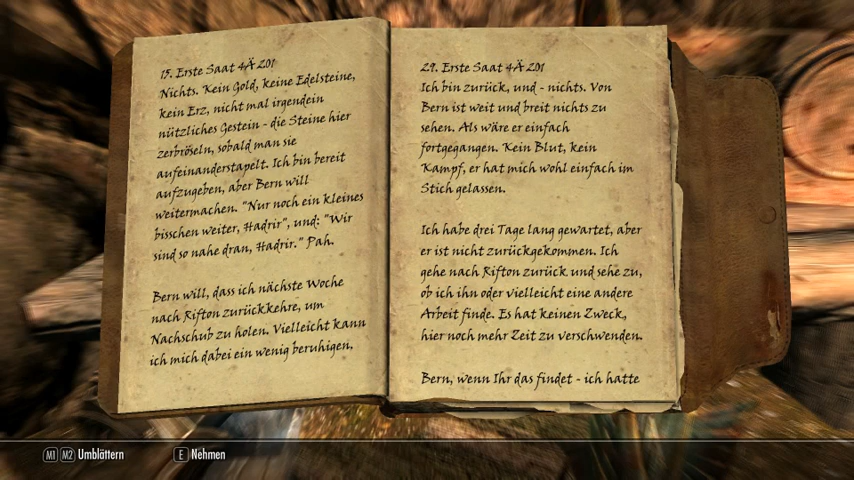 15. Erste Saat 4Ä 201
Nichts. Kein Gold, keine Edelsteine,
kein Erz, nicht mal irgendein
nützliches Gestein - die Steine hier
zerbröseln, sobald man sie
aufeinanderstapelt. Ich bin bereit
aufzugeben, aber Bern will
weitermachen. "Nur noch ein kleines
bisschen weiter, Hadrir", und: "Wir
sind so nahe dran, Hadrir." Pah.
Bern will, dass ich nächste Woche
nach Rifton zurückkehre, um
Nachschub zu holen. Vielleicht kann
ich mich dabei ein wenig beruhigen.
29. Erste Saat 4Ä 201
Ich bin zurück, und - nichts. Von
Bern ist weit und breit nichts zu
sehen. Als wäre er einfach
fortgegangen. Kein Blut, kein
Kampf, er hat mich wohl einfach im
Stich gelassen.
Ich habe drei Tage lang gewartet, aber
er ist nicht zurückgekommen. Ich
gehe nach Rifton zurück und sehe zu,
ob ich ihn oder vielleicht eine andere
Arbeit finde. Es hat keinen Zweck,
hier noch mehr Zeit zu verschwenden.
Bern, wenn Ihr das findet - ich hatte
M1 M2 Umblättern
E Nehmen